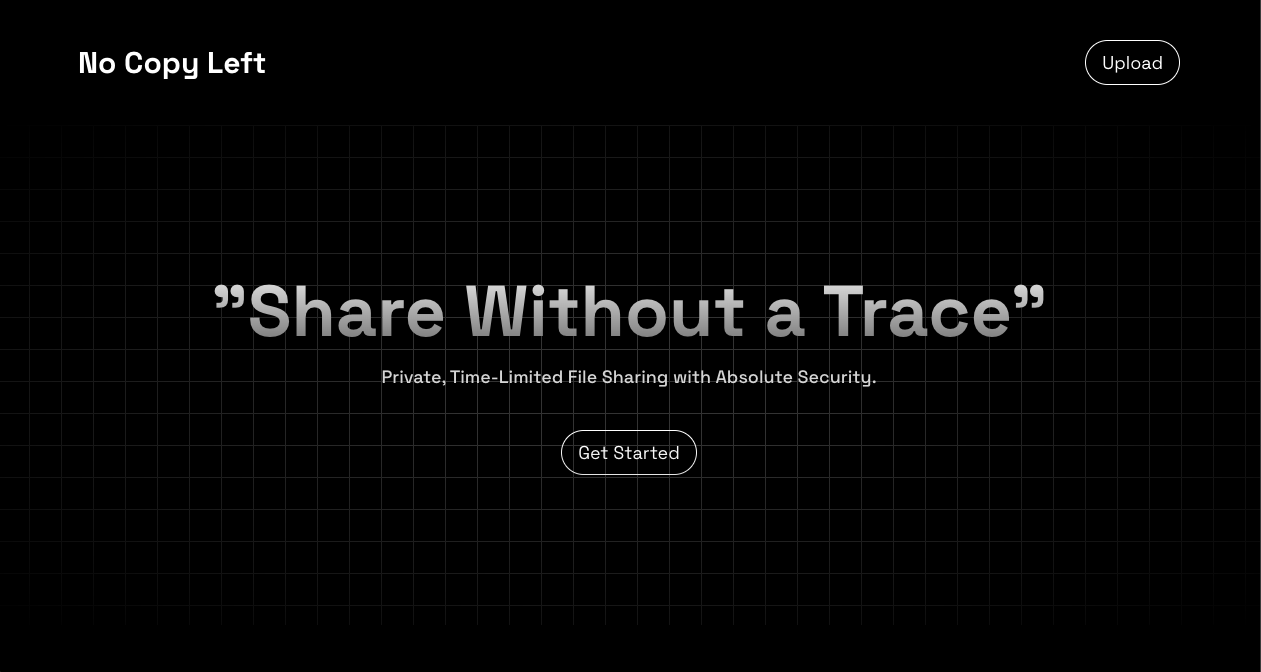 No Copy Left
Upload
”Share Without a Trace”
Private, Time-Limited File Sharing with Absolute Security.
Get Started